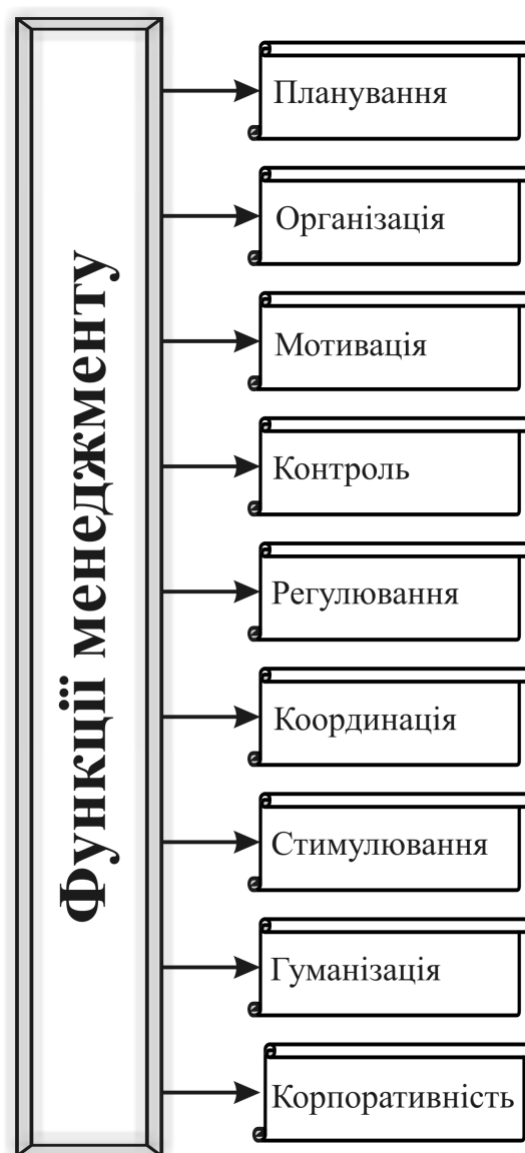 Функції менеджменту
Планування
Організація
Мотивація
Контроль
Регулювання
Координація
Стимулювання
Гуманізація
Корпоративність